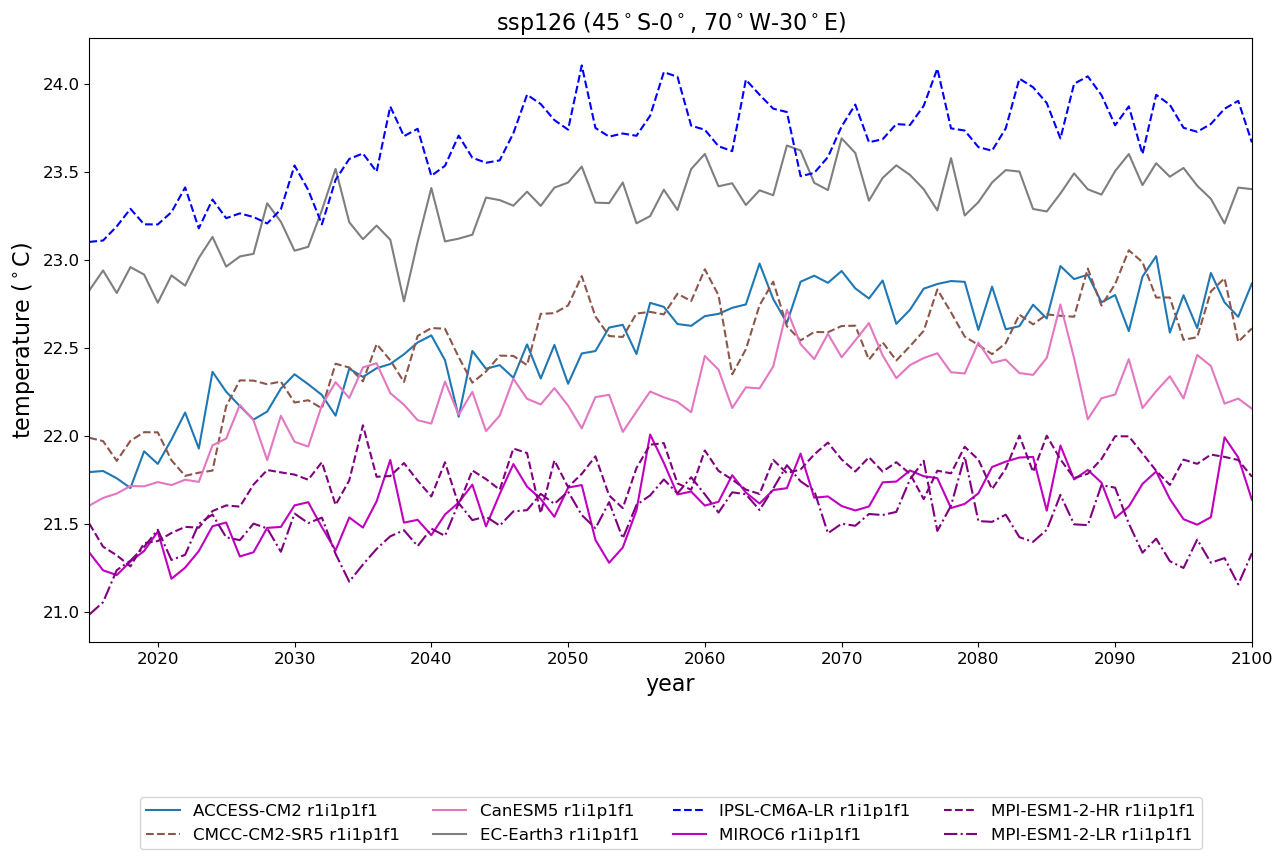 ssp126 (45°S-0°, 70°W-30°E)
temperature (°C)
24.0
23.5
23.0
22.5
22.0
21.5
21.0
2020 2030 2040 2050 2060 2070 2080 2090 2100
year
ACCESS-CM2 r1i1p1f1 CanESM5 r1i1p1f1 IPSL-CM6A-LR r1i1p1f1 MPI-ESM1-2-HR r1i1p1f1
CMCC-CM2-SR5 r1i1p1f1 EC-Earth3 r1i1p1f1 MIROC6 r1i1p1f1 MPI-ESM1-2-LR r1i1p1f1